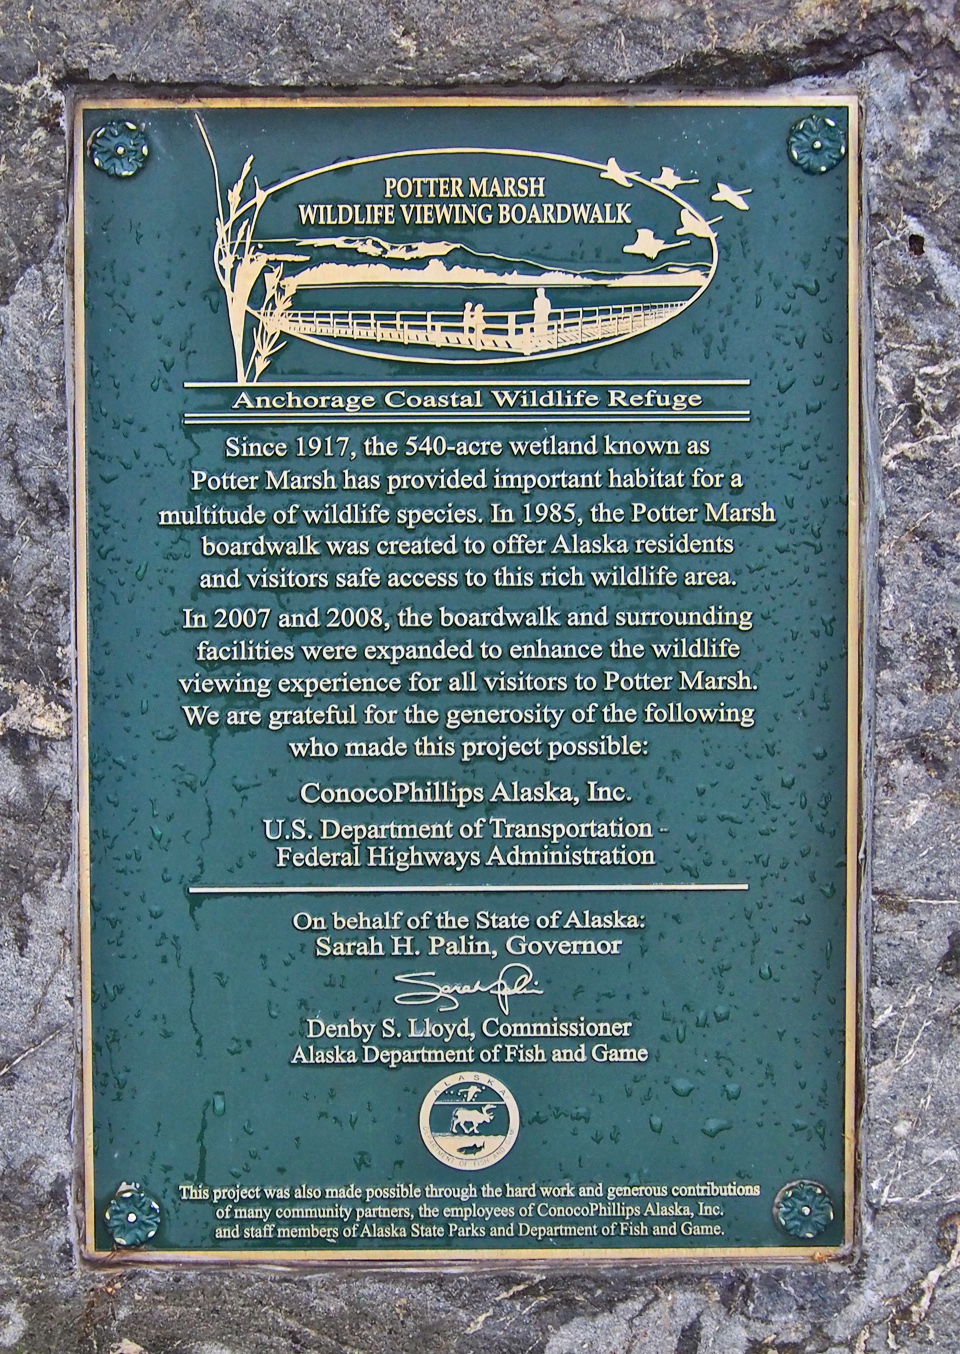 POTTER MARSH
WILDLIFE VIEWING BOARDWALK
Anchorage Coastal Wildlife Refuge
Since 1917, the 540-acre wetland known as
Potter Marsh has provided important habitat for a
multitude of wildlife species. In 1985, the Potter Marsh
boardwalk was created to offer Alaska residents
and visitors safe access to this rich wildlife area.
In 2007 and 2008, the boardwalk and surrounding
facilities were expanded to enhance the wildlife
viewing experience for all visitors to Potter Marsh.
We are grateful for the generosity of the following
who made this project possible:
ConocoPhillips Alaska, Inc.
U.S. Department of Transportation -
Federal Highways Administration
On behalf of the State of Alaska:
Sarah H. Palin, Governor
Sarah Palin
Denby S. Lloyd, Commissioner
Alaska Department of Fish and Game
ALASKA
DEPARTMENT OF FISH AND GAME
This project was also made possible through the hard work and generous contributions
of many community partners, the employees of ConocoPhillips Alaska, Inc.
and staff members of Alaska State Parks and Department of Fish and Game.